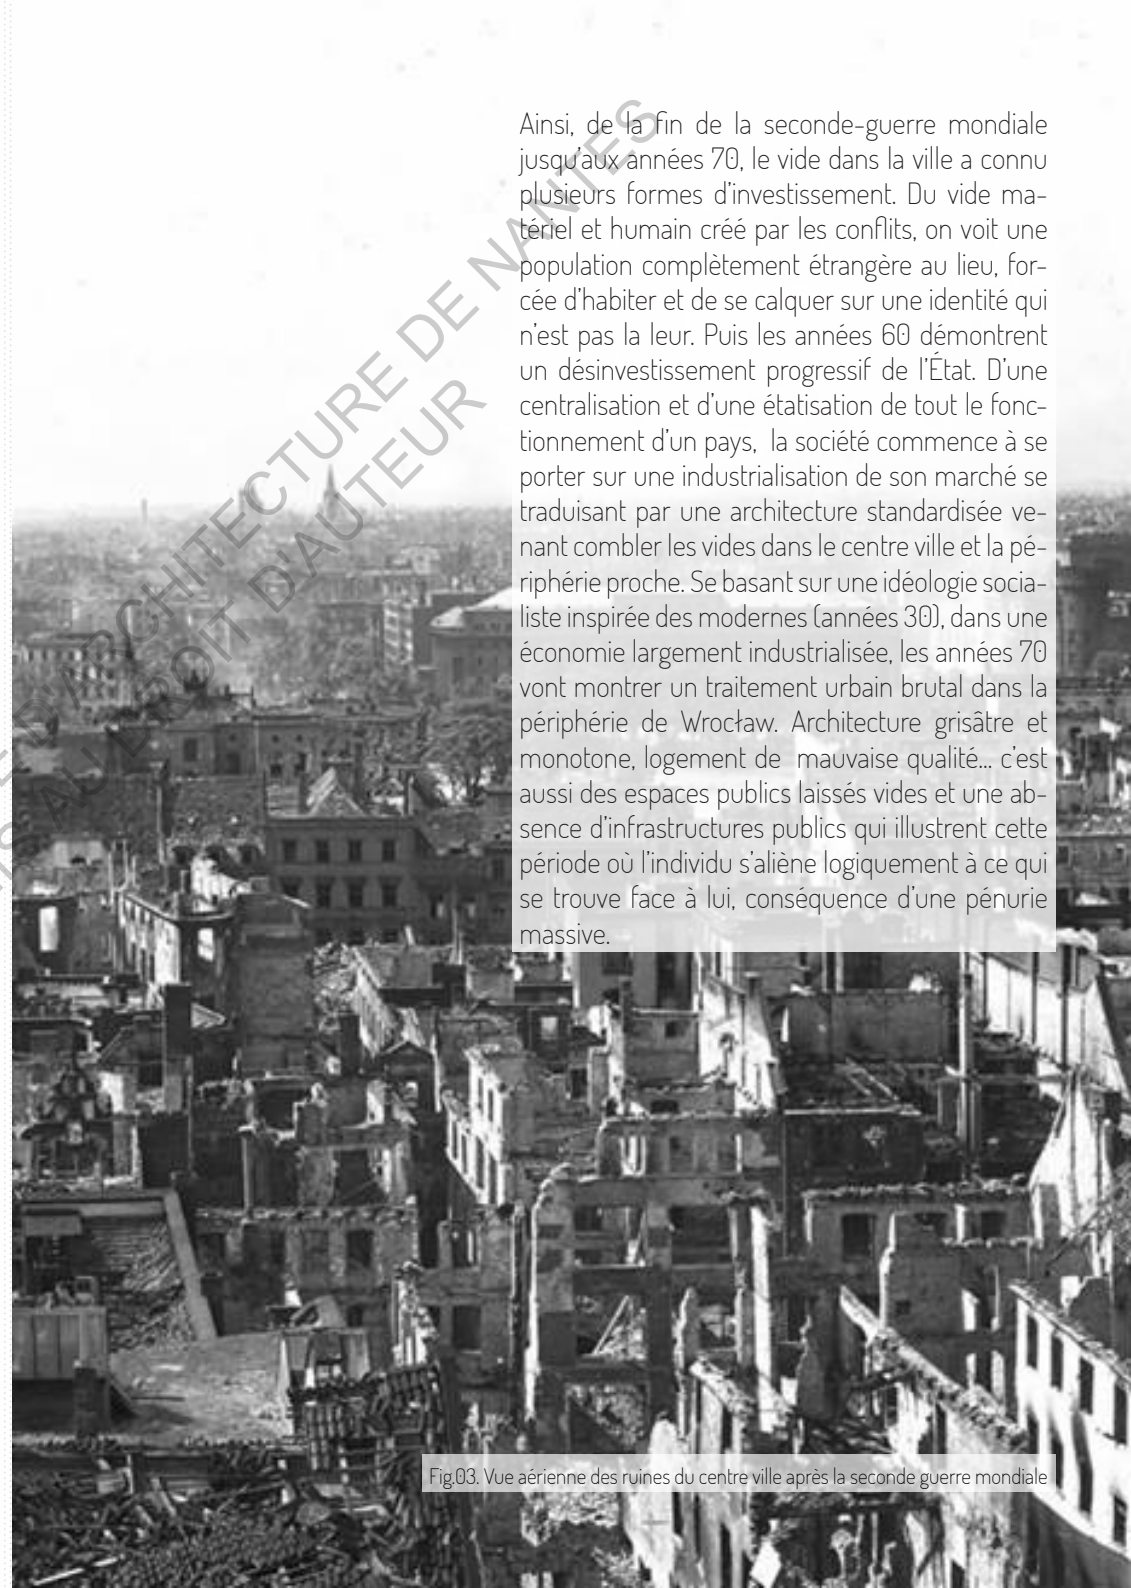 Ainsi, de la fin de la seconde-guerre mondiale
jusqu'aux années 70, le vide dans la ville a connu
plusieurs formes d'investissement. Du vide ma-
tériel et humain créé par les conflits, on voit une
population complètement étrangère au lieu, for-
cée d'habiter et de se calquer sur une identité qui
n'est pas la leur. Puis les années 60 démontrent
un désinvestissement progressif de l'État. D'une
centralisation et d'une étatisation de tout le fonc-
tionnement d'un pays, la société commence à se
porter sur une industrialisation de son marché se
traduisant par une architecture standardisée ve-
nant combler les vides dans le centre ville et la pé-
riphérie proche. Se basant sur une idéologie socia-
liste inspirée des modernes (années 30), dans une
économie largement industrialisée, les années 70
vont montrer un traitement urbain brutal dans la
périphérie de Wrocław. Architecture grisâtre et
monotone, logement de mauvaise qualité... c'est
aussi des espaces publics laissés vides et une ab-
sence d'infrastructures publics qui illustrent cette
période où l'individu s'aliène logiquement à ce qui
se trouve face à lui, conséquence d'une pénurie
massive.
Fig.03. Vue aérienne des ruines du centre ville après la seconde guerre mondiale
D'ARCHITECTURE DE NANTES
AU DROIT D'AUTEUR